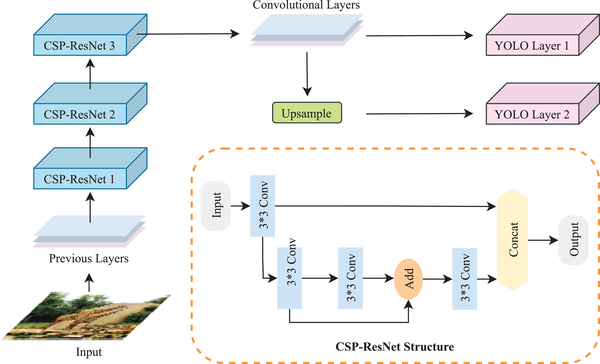 Convolutional Layers
CSP-ResNet 3
YOLO Layer 1
CSP-ResNet 2
Upsample
YOLO Layer 2
CSP-ResNet 1
Previous Layers
Input
Input
3*3 Conv
3*3 Conv
3*3 Conv
Add
3*3 Conv
Concat
Output
CSP-ResNet Structure